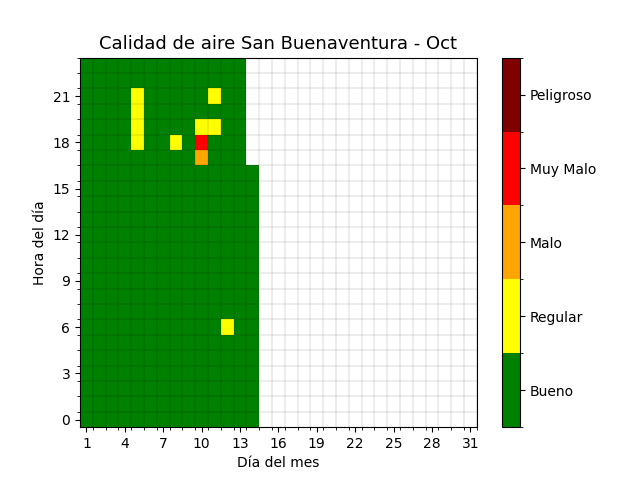 Calidad de aire San Buenaventura - Oct
Hora del día
21
18
15
12
9
6
3
0
1 4 7 10 13 16 19 22 25 28 31
Día del mes
Peligroso
Muy Malo
Malo
Regular
Bueno